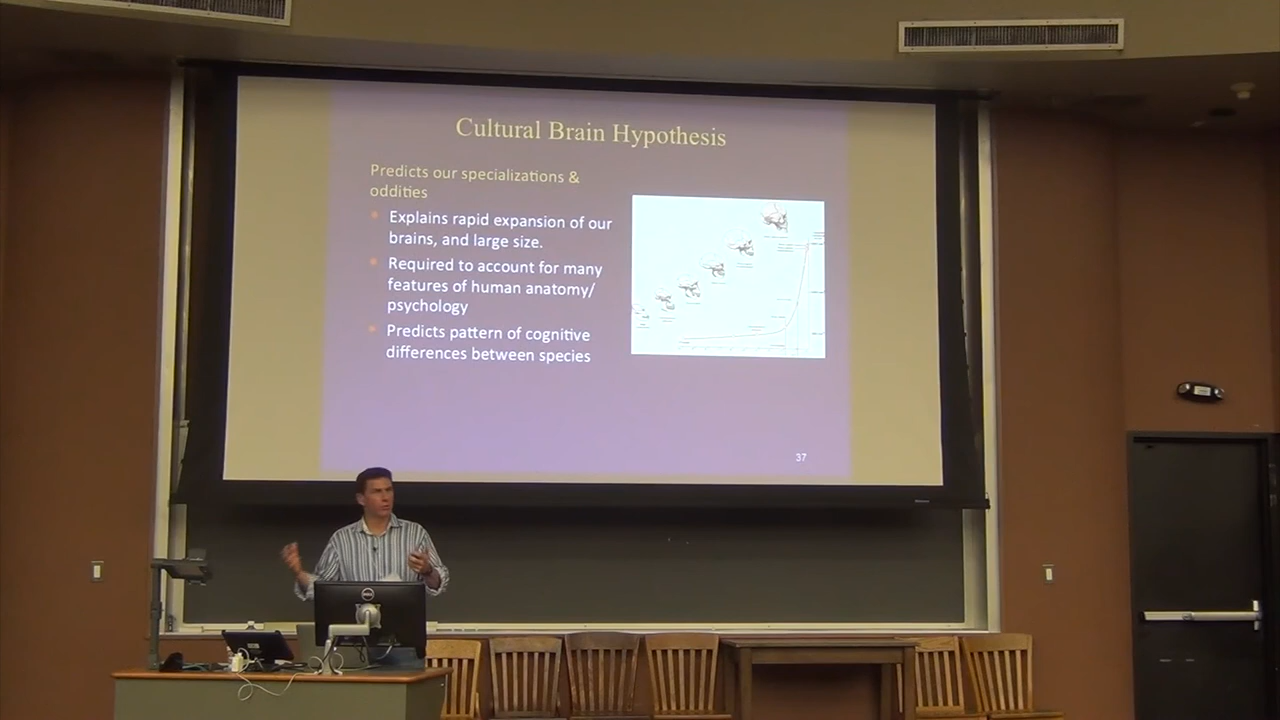 Cultural Brain Hypothesis
Predicts our specializations &
oddities
Explains rapid expansion of our
brains, and large size.
Required to account for many
features of human anatomy/
psychology
Predicts pattern of cognitive
differences between species
37
DELL